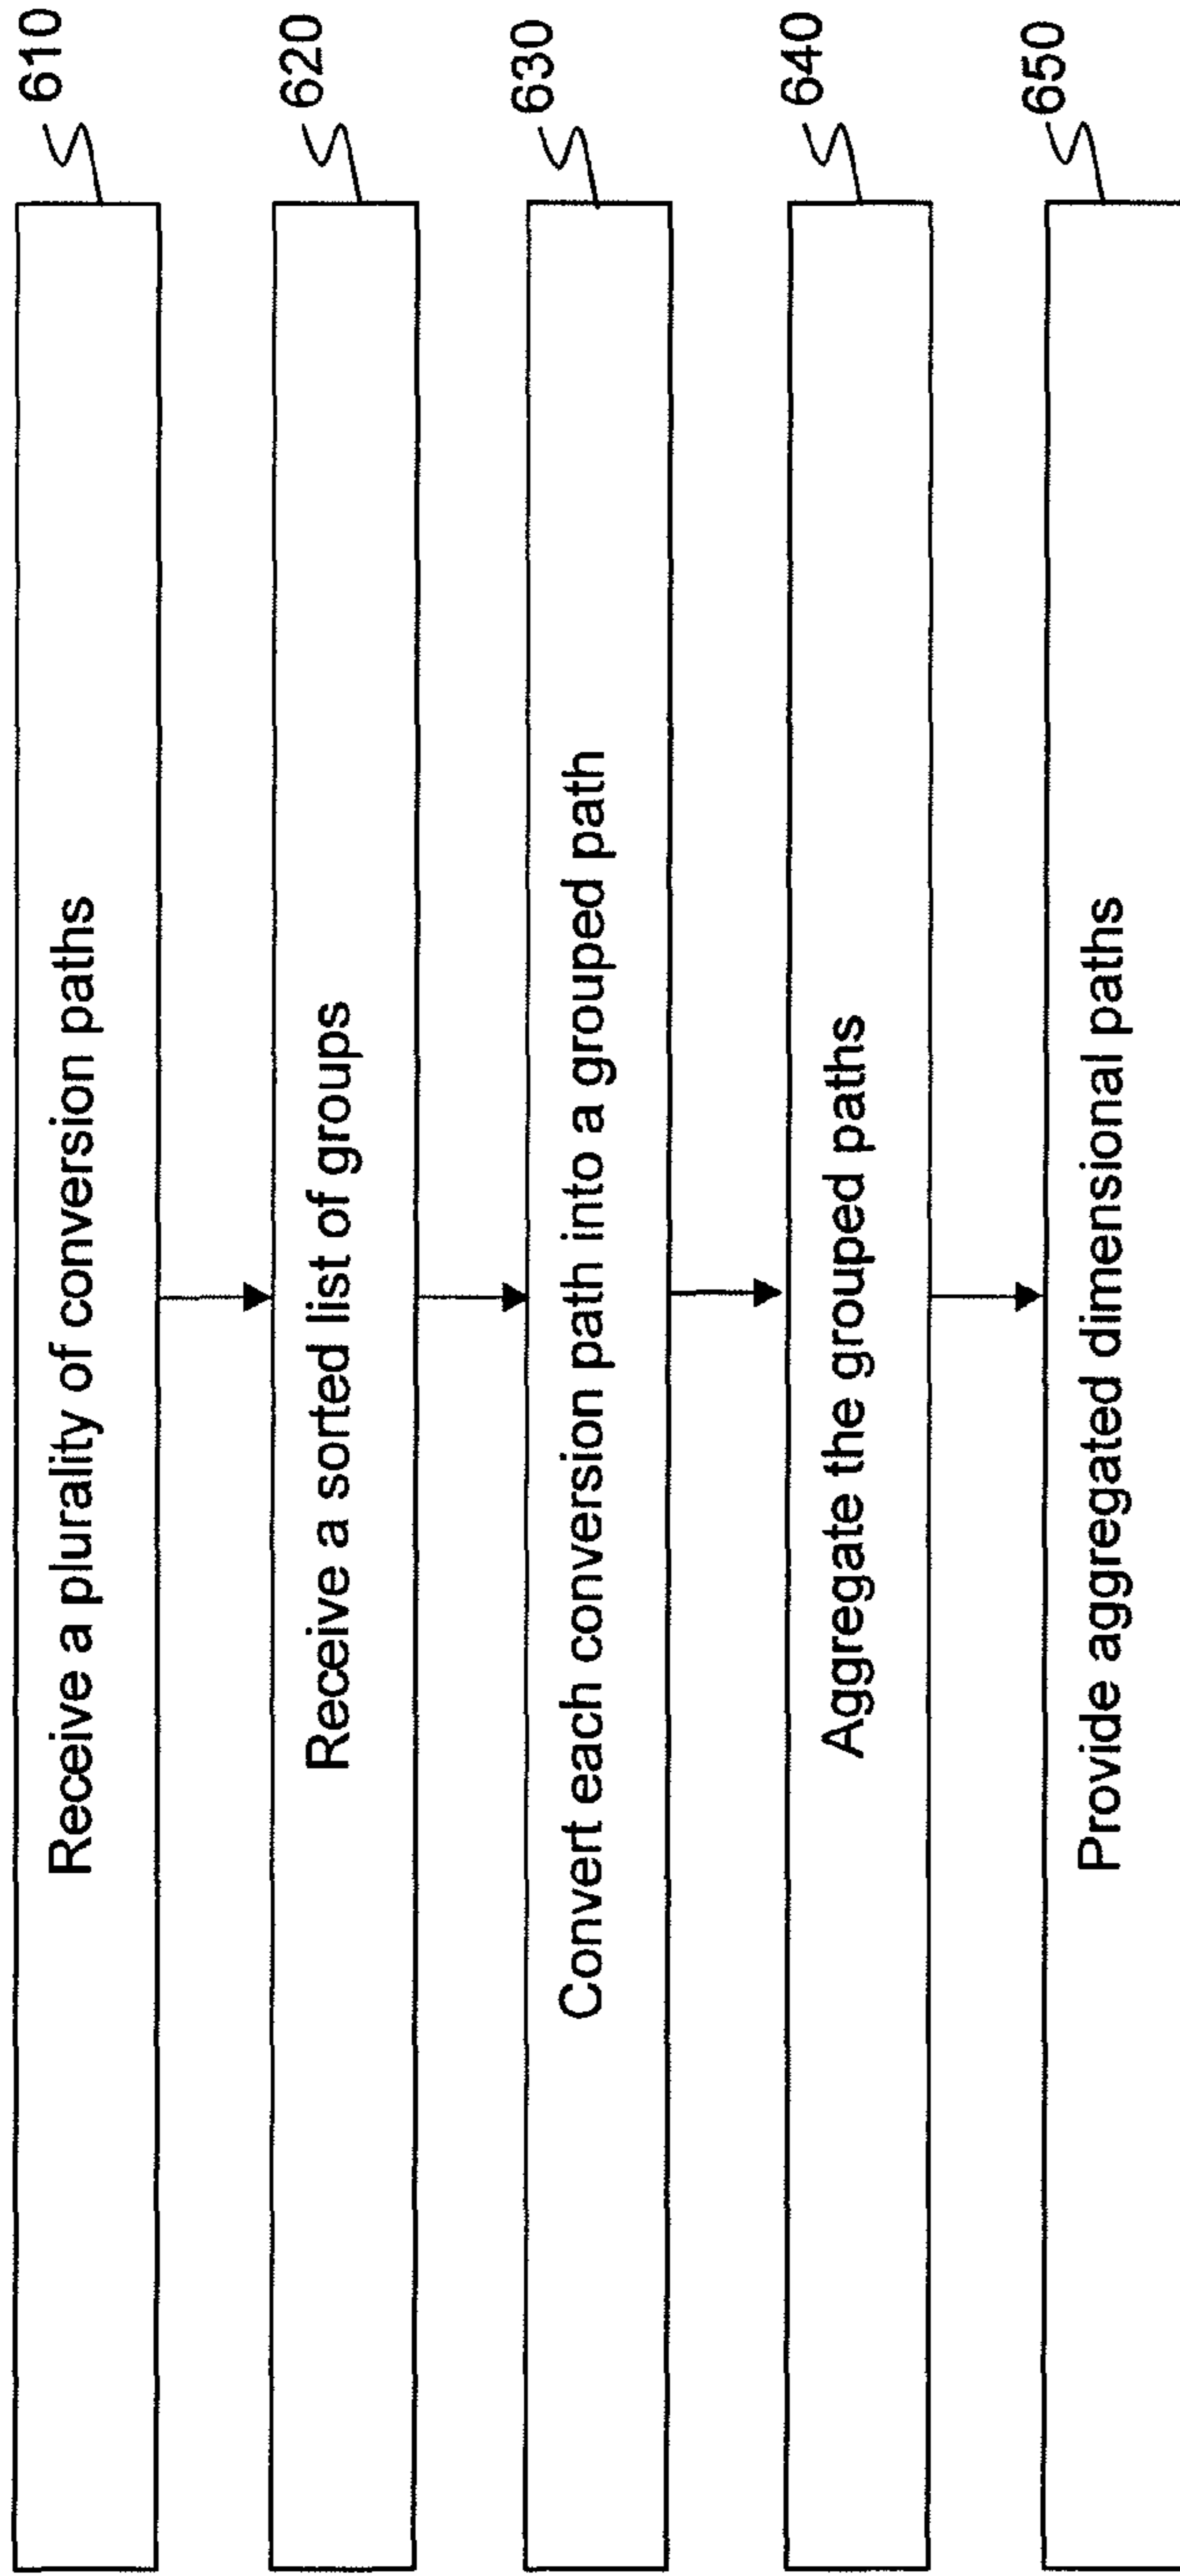 Receive a plurality of conversion paths
610
Receive a sorted list of groups
620
Convert each conversion path into a grouped path
630
Aggregate the grouped paths
640
Provide aggregated dimensional paths
650